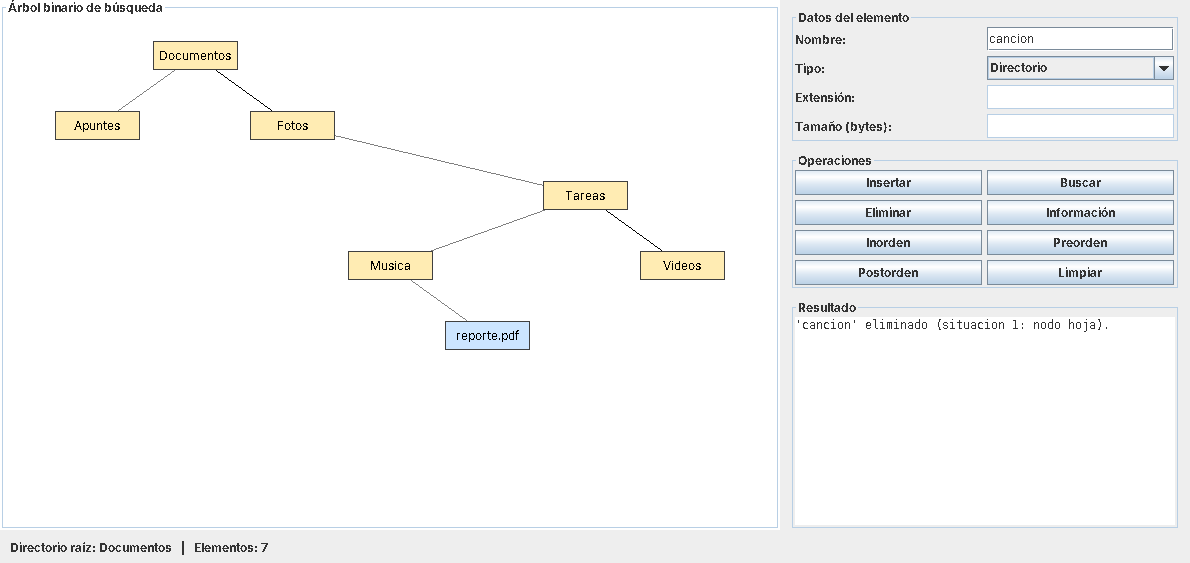 Árbol binario de búsqueda
Documentos
Apuntes
Fotos
Tareas
Musica
Videos
reporte.pdf
Datos del elemento
Nombre: cancion
Tipo: Directorio
Extensión:
Tamaño (bytes):
Operaciones
Insertar Buscar
Eliminar Información
Inorden Preorden
Postorden Limpiar
Resultado
'cancion' eliminado (situacion 1: nodo hoja).
Directorio raíz: Documentos | Elementos: 7